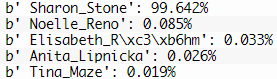 b' Sharon_Stone': 99.642%
b' Noelle_Reno': 0.085%
b' Elisabeth_R\xc3\xb6hm': 0.033%
b' Anita_Lipnicka': 0.026%
b' Tina_Maze': 0.019%